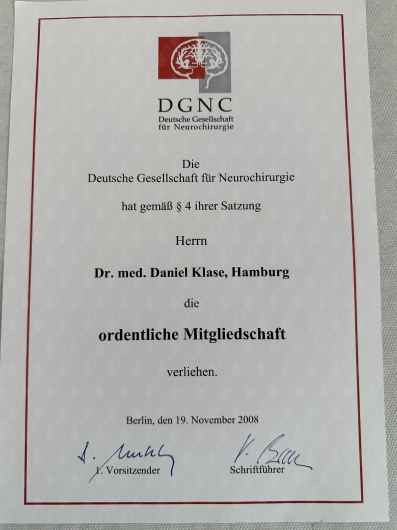 DGNC
Deutsche Gesellschaft
für Neurochirurgie
Die
Deutsche Gesellschaft für Neurochirurgie
hat gemäß § 4 ihrer Satzung
Herrn
Dr. med. Daniel Klase, Hamburg
die
ordentliche Mitgliedschaft
verliehen.
Berlin, den 19. November 2008
1. Vorsitzender Schriftführer